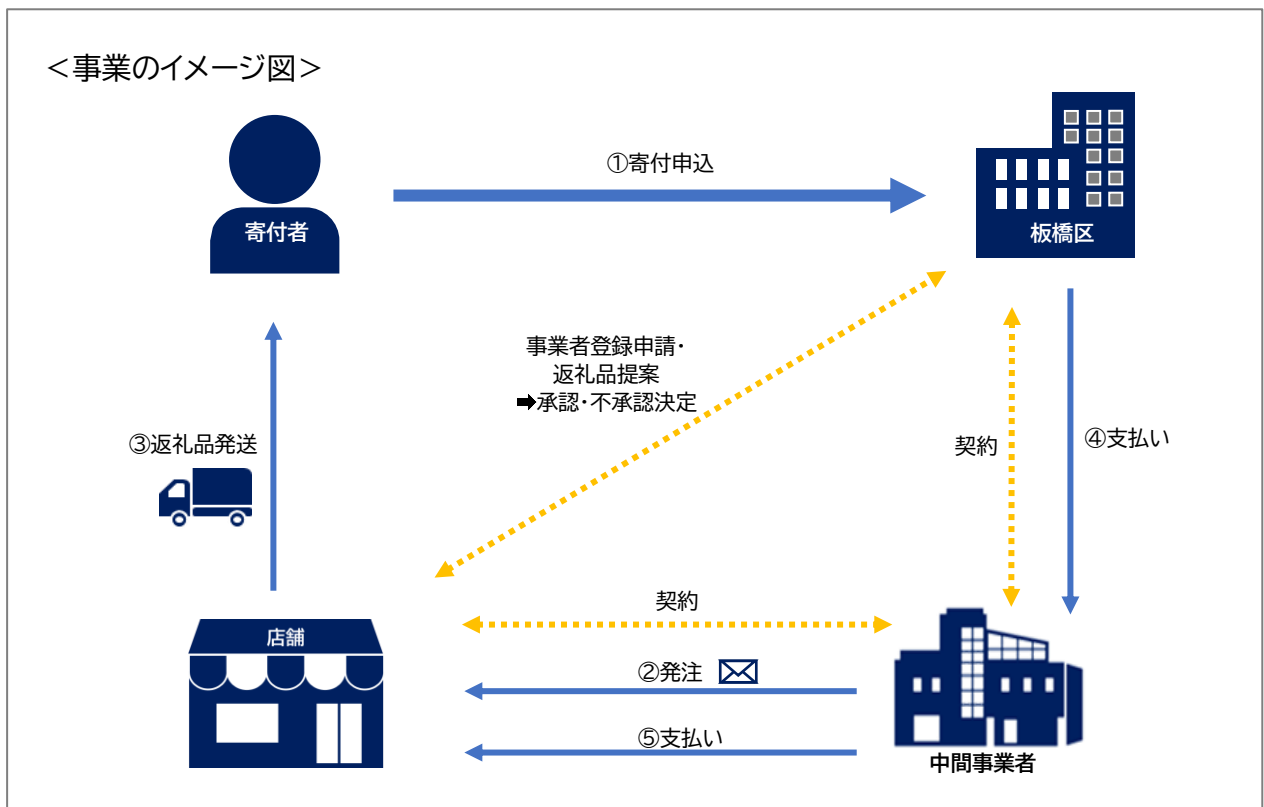 ＜事業のイメージ図＞
①寄付申込
寄付者
板橋区
事業者登録申請・
返礼品提案
➡承認・不承認決定
③返礼品発送
契約
④支払い
店舗
契約
②発注
⑤支払い
中間事業者